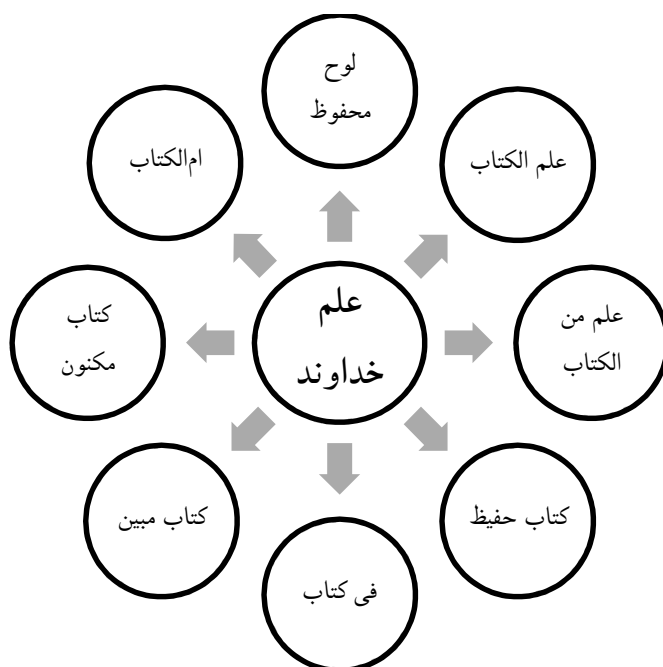 لوح
محفوظ
علم الکتاب
علم من
الکتاب
کتاب حفیظ
فی کتاب
کتاب مبین
کتاب
مکنون
ام‌الکتاب
علم
خداوند